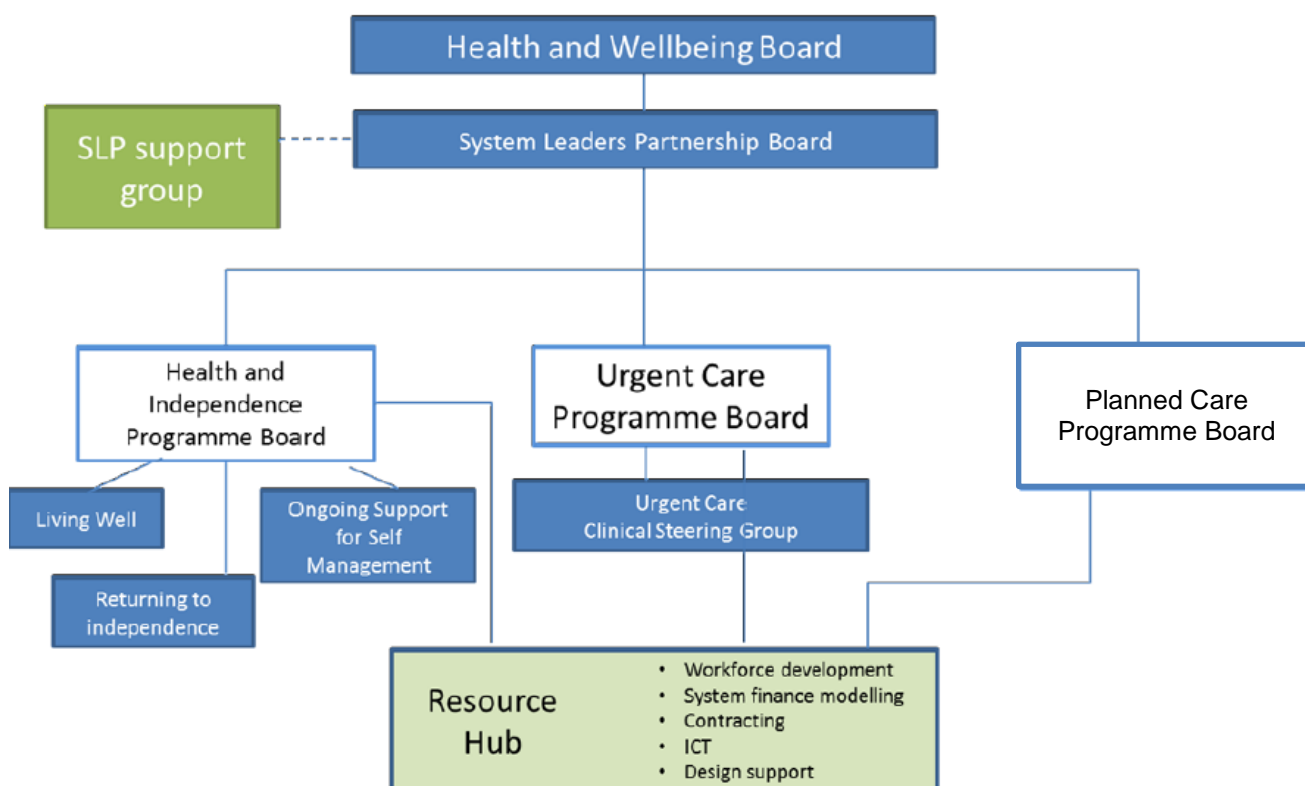 Health and Wellbeing Board
SLP support
group
System Leaders Partnership Board
Health and
Independence
Programme Board
Urgent Care
Programme Board
Planned Care
Programme Board
Living Well
Ongoing Support
for Self
Management
Urgent Care
Clinical Steering Group
Returning to
independence
Resource
Hub
• Workforce development
• System finance modelling
• Contracting
• ICT
• Design support